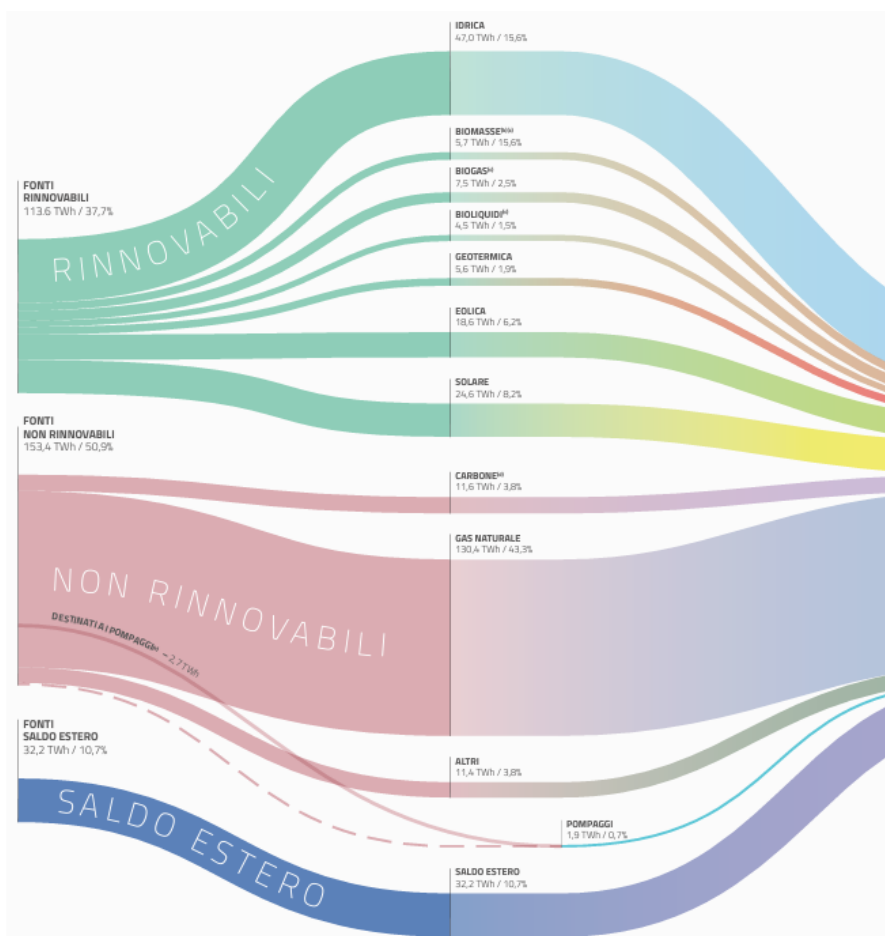 IDRICA
47,0 TWh / 15,6%
BIOMASSE
5,7 TWh / 15,6%
BIOGAS
7,5 TWh / 2,5%
BIOLIQUIDI
4,5 TWh / 1,5%
GEOTERMICA
5,6 TWh / 1,9%
EOLICA
18,6 TWh / 6,2%
SOLARE
24,6 TWh / 8,2%
FONTI
RINNOVABILI
113.6 TWh / 37,7%
RINNOVABILI
FONTI
NON RINNOVABILI
153,4 TWh / 50,9%
CARBONE
11,6 TWh / 3,8%
GAS NATURALE
130,4 TWh / 43,3%
NON RINNOVABILI
DESTINATI AI POMPAGGI – 2,7 TWh
ALTRI
11,4 TWh / 3,8%
POMPAGGI
1,9 TWh / 0,7%
FONTI
SALDO ESTERO
32,2 TWh / 10,7%
SALDO ESTERO
SALDO ESTERO
32,2 TWh / 10,7%